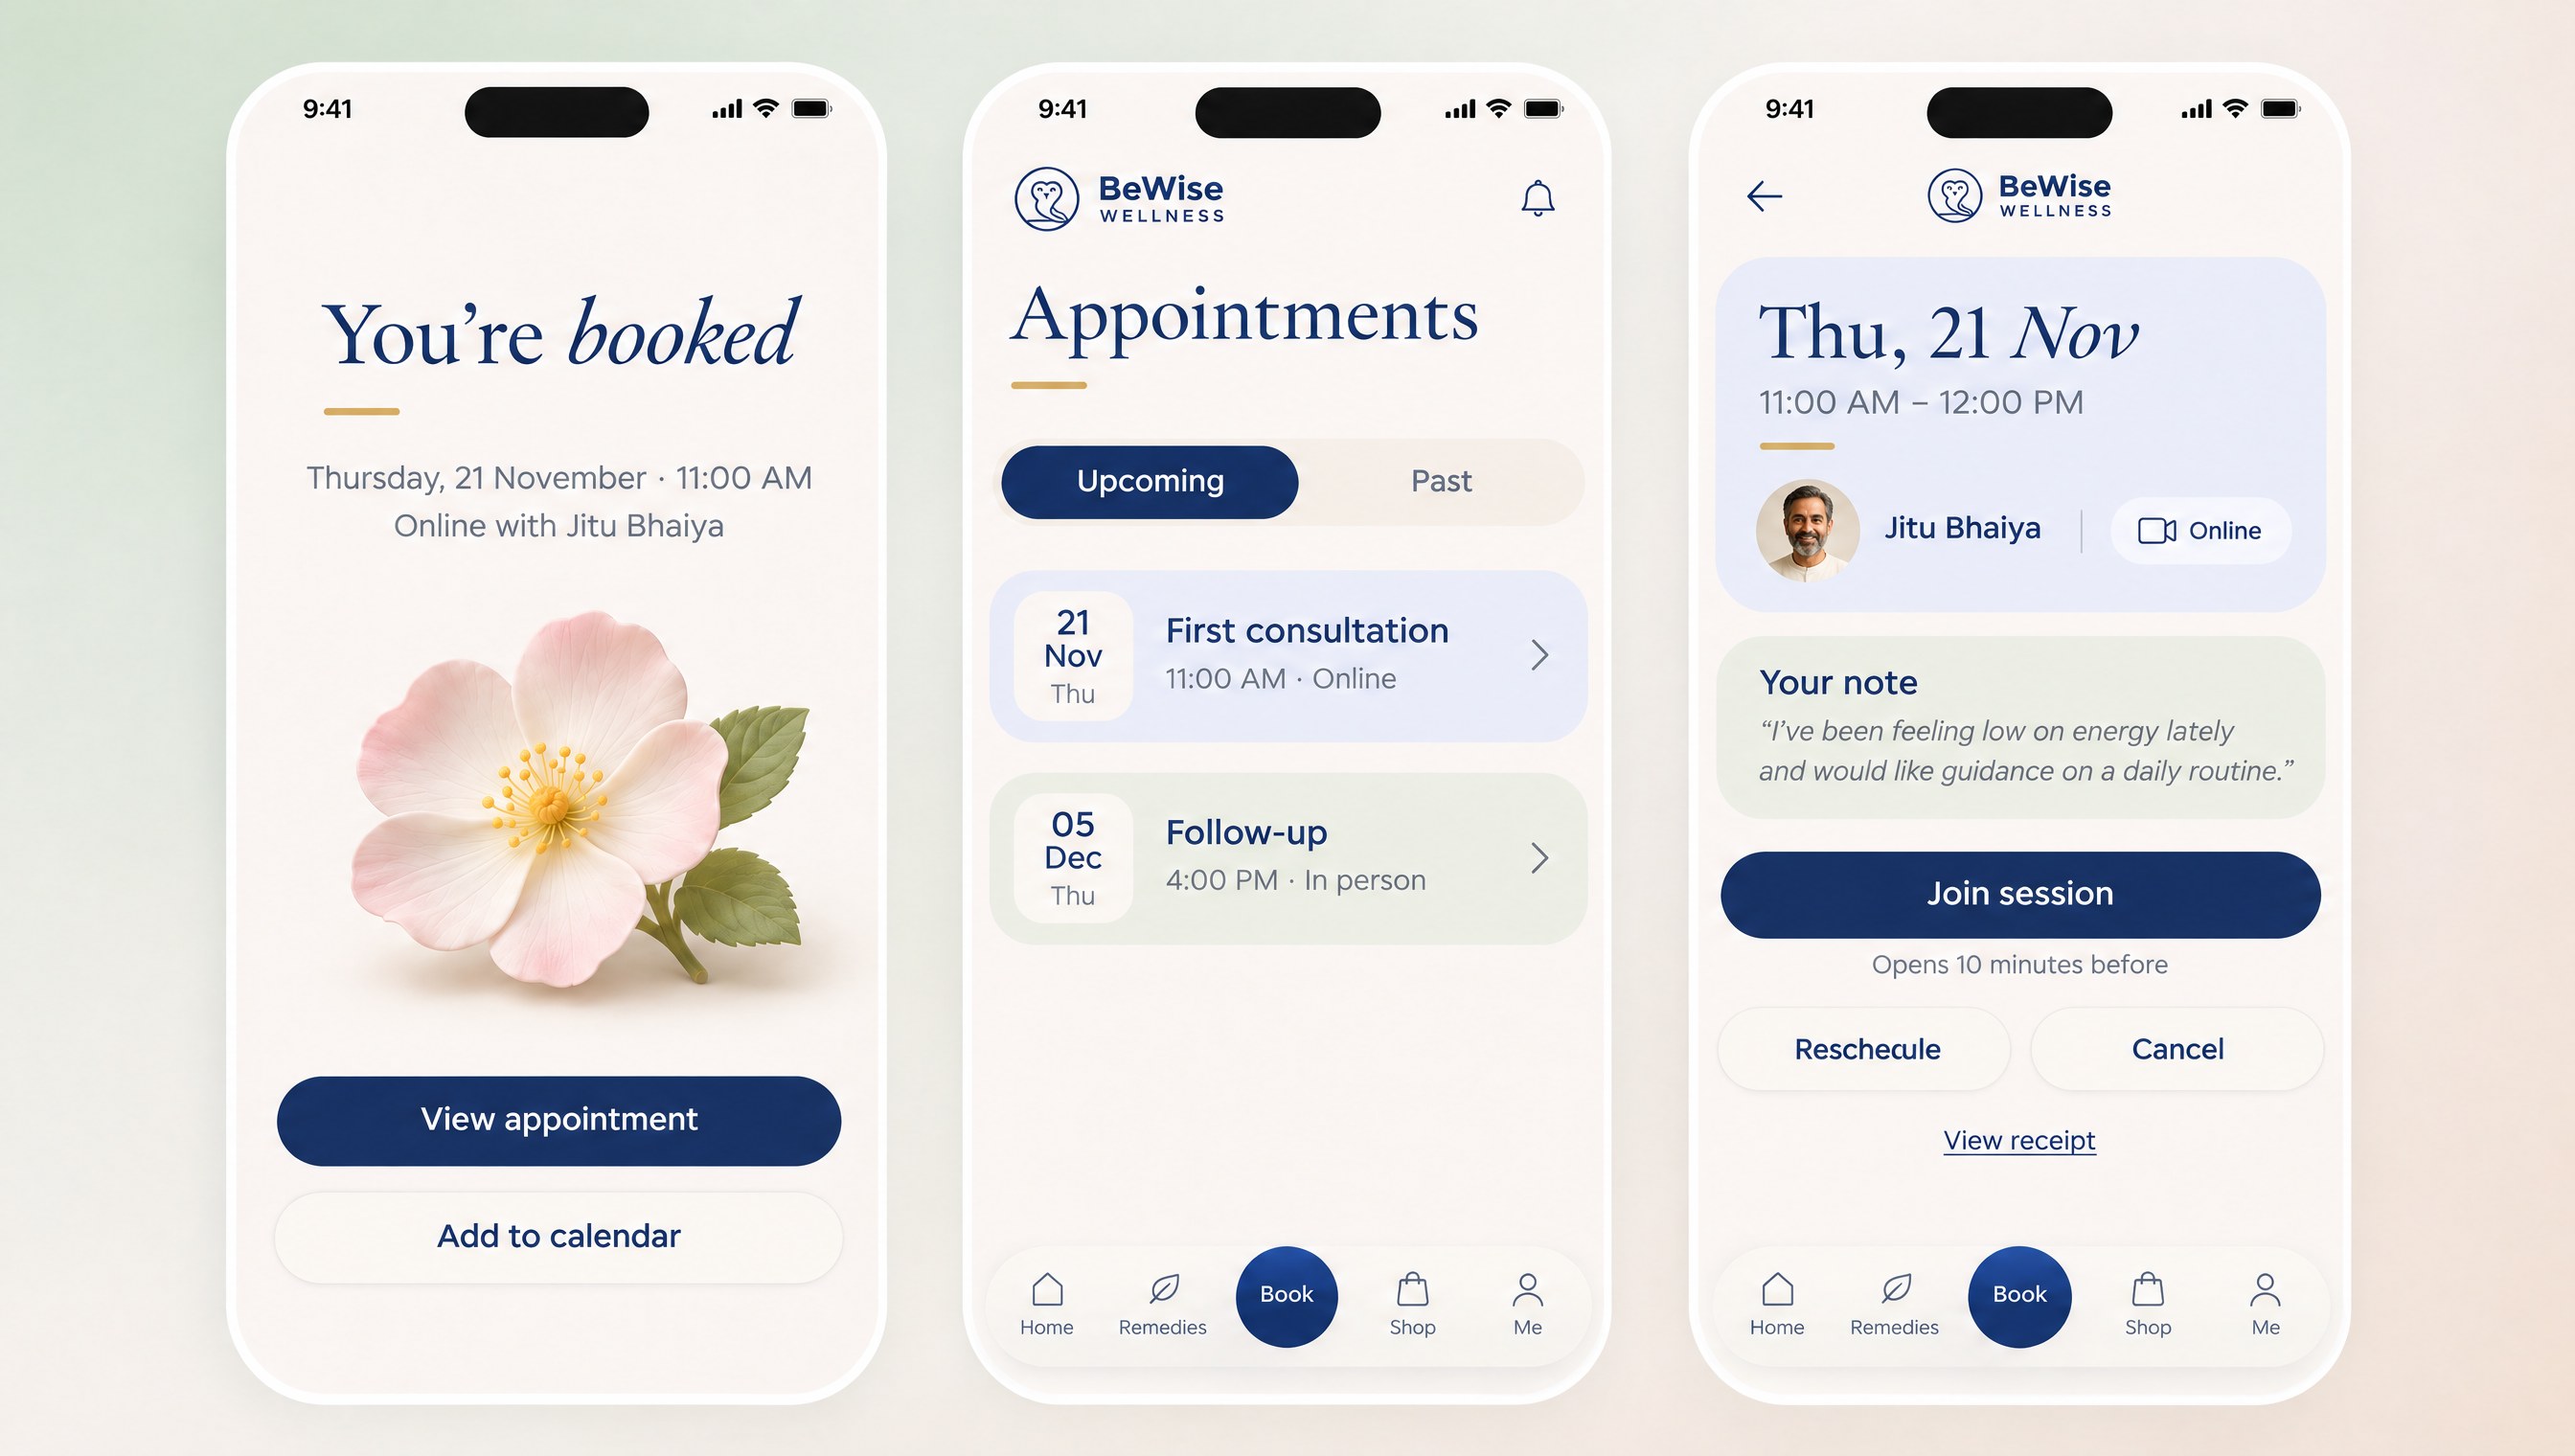 9:41
You're booked
Thursday, 21 November · 11:00 AM
Online with Jitu Bhaiya
View appointment
Add to calendar
9:41
BeWise
WELLNESS
Appointments
Upcoming
Past
21
Nov
Thu
First consultation
11:00 AM · Online
05
Dec
Thu
Follow-up
4:00 PM · In person
Home
Remedies
Book
Shop
Me
9:41
BeWise
WELLNESS
Thu, 21 Nov
11:00 AM – 12:00 PM
Jitu Bhaiya
Online
Your note
“I’ve been feeling low on energy lately
and would like guidance on a daily routine.”
Join session
Opens 10 minutes before
Cancel
View receipt
Home
Remedies
Book
Shop
Me